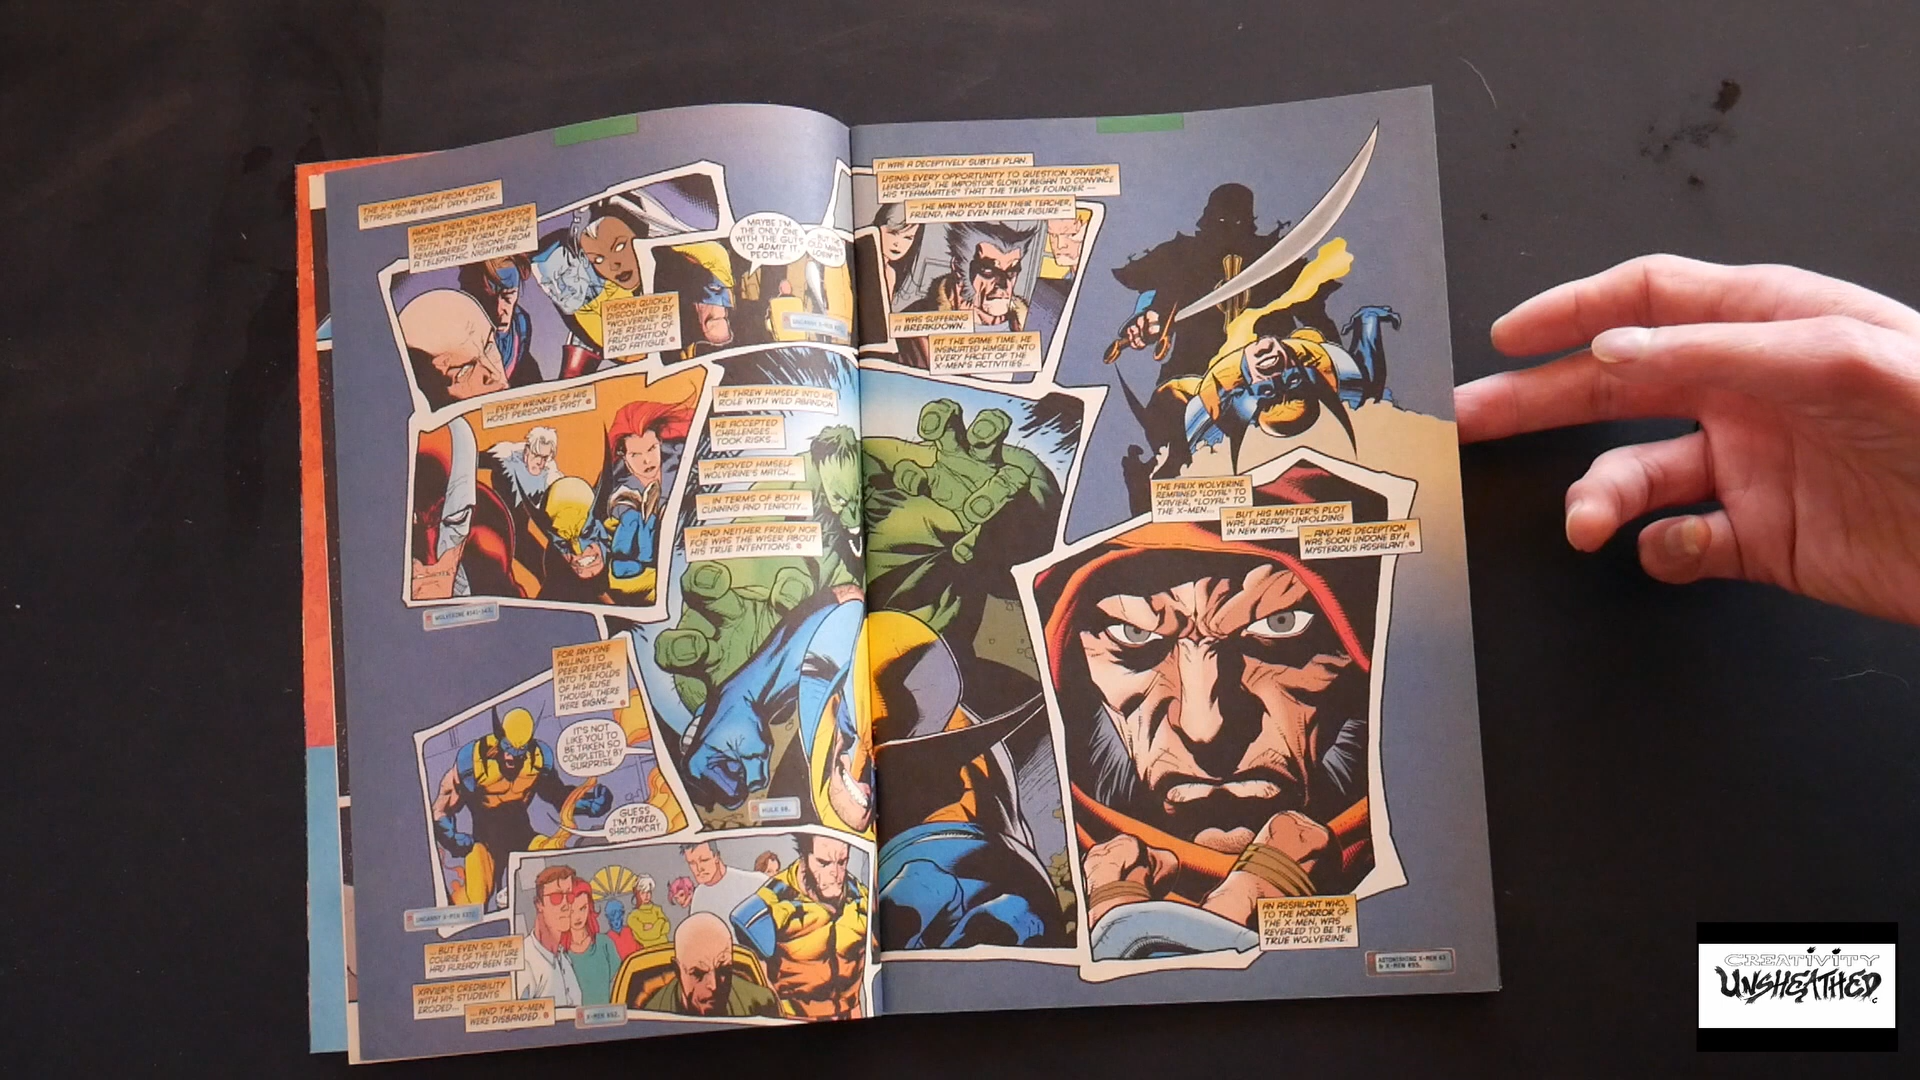 THE X-MEN AWOKE FROM CRYO-
STASIS SOME EIGHT DAYS LATER.
AMONG THEM, ONLY PROFESSOR
XAVIER HAD EVEN A HINT OF THE
TRUTH, IN THE FORM OF HALF-
REMEMBERED VISIONS FROM
A TELEPATHIC NIGHTMARE.
VISIONS QUICKLY
DISCOUNTED BY
"WOLVERINE" AS
THE RESULT OF
FRUSTRATION
AND FATIGUE.
MAYBE I'M
THE ONLY ONE
WITH THE GUTS
TO ADMIT IT,
PEOPLE...
BUT THE
OLD MAN'S
UNCANNY X-MEN
...EVERY WRINKLE OF HIS
HOST PERSONA'S PAST.
WOLVERINE
HE THREW HIMSELF INTO HIS
ROLE WITH WILD ABANDON.
HE ACCEPTED
CHALLENGES...
TOOK RISKS...
...PROVED HIMSELF
WOLVERINE'S MATCH...
...IN TERMS OF BOTH
CUNNING AND TENACITY...
...AND NEITHER FRIEND NOR
FOE WAS THE WISER ABOUT
HIS TRUE INTENTIONS.
HULK #8.
FOR ANYONE
WILLING TO
PEER DEEPER
INTO THE FOLDS
OF HIS RUSE
THOUGH, THERE
WERE SIGNS—
IT'S NOT
LIKE YOU TO
BE TAKEN SO
COMPLETELY BY
SURPRISE.
GUESS
I'M TIRED,
SHADOWCAT.
UNCANNY X-MEN
...BUT EVEN SO, THE
COURSE OF THE FUTURE
HAD ALREADY BEEN SET
XAVIER'S CREDIBILITY
WITH HIS STUDENTS
ERODED...
...AND THE X-MEN
WERE DISBANDED.
X-MEN
IT WAS A DECEPTIVELY SUBTLE PLAN.
USING EVERY OPPORTUNITY TO QUESTION XAVIER'S
LEADERSHIP, THE IMPOSTOR SLOWLY BEGAN TO CONVINCE
HIS "TEAMMATES" THAT THE TEAM'S FOUNDER —
— THE MAN WHO'D BEEN THEIR TEACHER,
FRIEND, AND EVEN FATHER FIGURE —
— WAS SUFFERING
A BREAKDOWN.
AT THE SAME TIME, HE
INSINUATED HIMSELF INTO
EVERY FACET OF THE
X-MEN'S ACTIVITIES...
THE FAUX WOLVERINE
REMAINED "LOYAL" TO
XAVIER, "LOYAL" TO
THE X-MEN...
...BUT HIS MASTER'S PLOT
WAS ALREADY UNFOLDING
IN NEW WAYS—
...AND HIS DECEPTION
WAS SOON UNDONE BY A
MYSTERIOUS ASSAILANT.
AN ASSAILANT WHO,
TO THE HORROR OF
THE X-MEN, WAS
REVEALED TO BE THE
TRUE WOLVERINE.
ASTONISHING X-MEN #3
& X-MEN #95.
CREATIVITY
UNSHEATHED